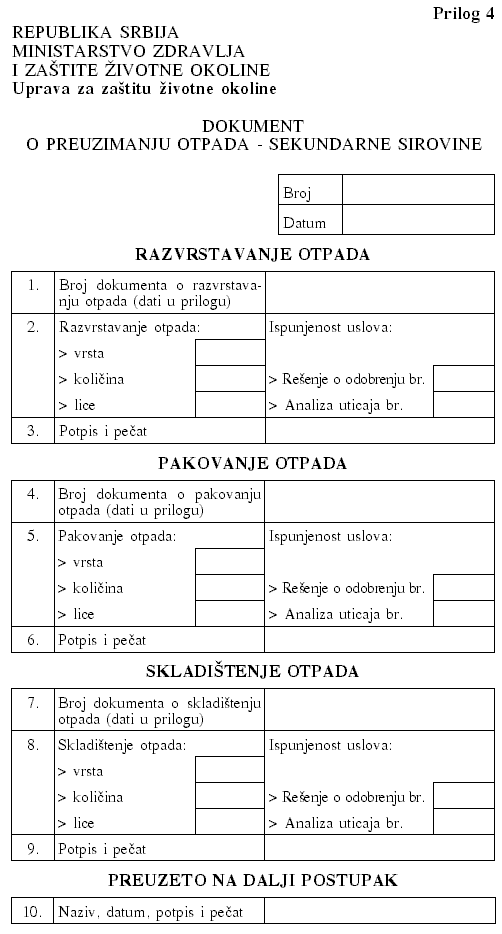 Prilog 4
REPUBLIKA SRBIJA
MINISTARSTVO ZDRAVLJA
I ZAŠTITE ŽIVOTNE OKOLINE
Uprava za zaštitu životne okoline
DOKUMENT
O PREUZIMANJU OTPADA - SEKUNDARNE SIROVINE
Broj
Datum
RAZVRSTAVANJE OTPADA
1. Broj dokumenta o razvrstava-
nju otpada (dati u prilogu)
2. Razvrstavanje otpada: Ispunjenost uslova:
> vrsta
> količina > Rešenje o odobrenju br.
> lice > Analiza uticaja br.
3. Potpis i pečat
PAKOVANJE OTPADA
4. Broj dokumenta o pakovanju
otpada (dati u prilogu)
5. Pakovanje otpada: Ispunjenost uslova:
> vrsta
> količina > Rešenje o odobrenju br.
> lice > Analiza uticaja br.
6. Potpis i pečat
SKLADIŠTENJE OTPADA
7. Broj dokumenta o skladištenju
otpada (dati u prilogu)
8. Skladištenje otpada: Ispunjenost uslova:
> vrsta
> količina > Rešenje o odobrenju br.
> lice > Analiza uticaja br.
9. Potpis i pečat
PREUZETO NA DALJI POSTUPAK
10. Naziv, datum, potpis i pečat